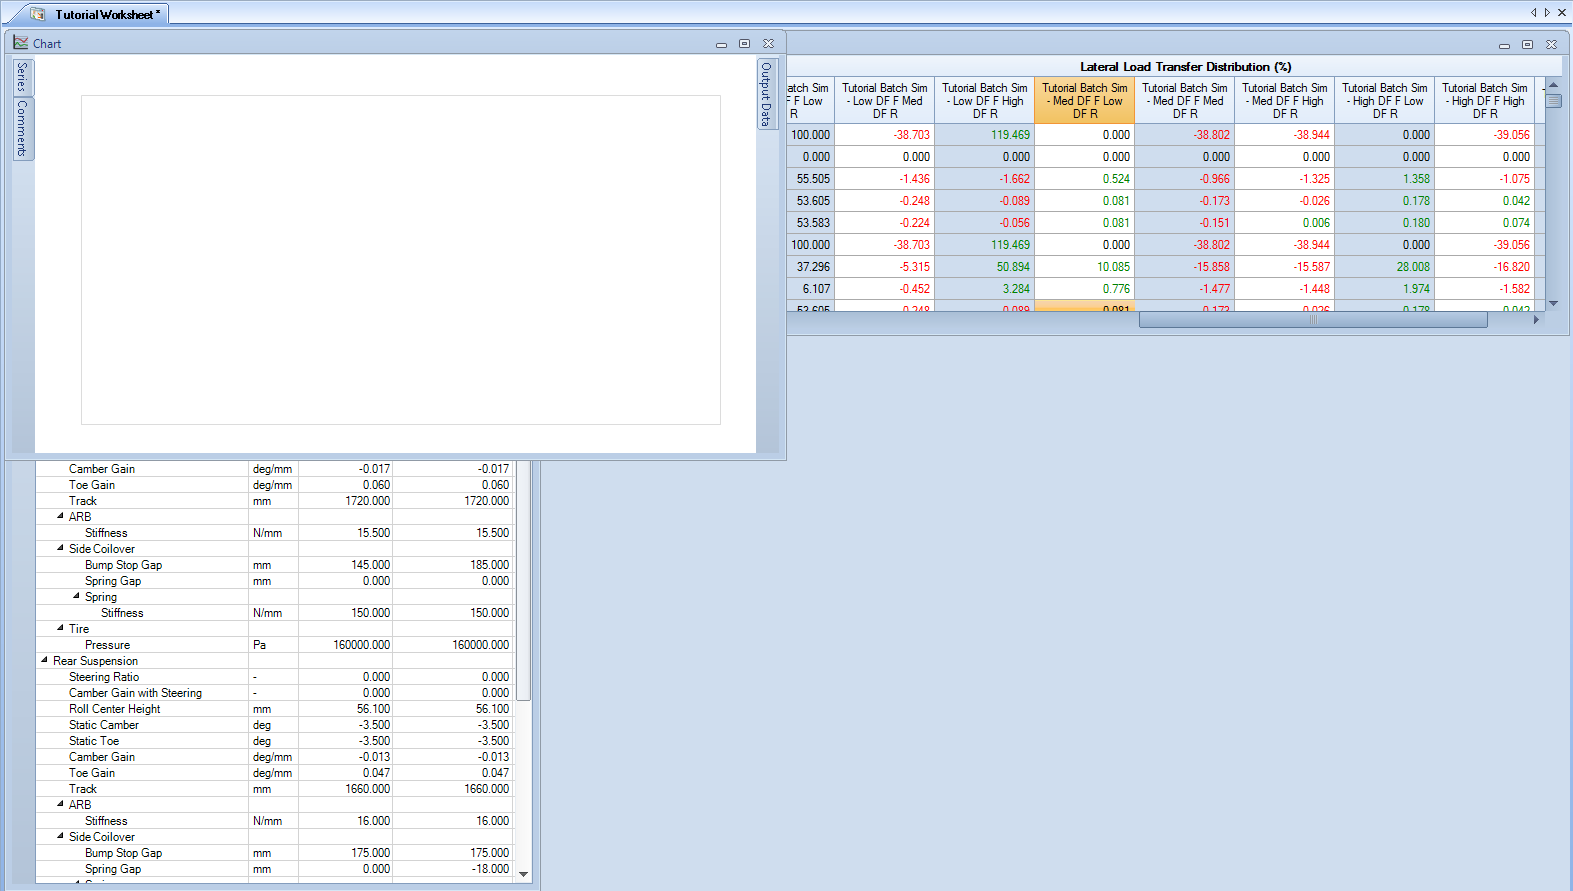 Tutorial Worksheet *
Chart
Series
Comments
Output Data
Lateral Load Transfer Distribution (%)
atch Sim Tutorial Batch Sim Tutorial Batch Sim Tutorial Batch Sim Tutorial Batch Sim Tutorial Batch Sim Tutorial Batch Sim Tutorial Batch Sim
F F Low - Low DF F Med - Low DF F High - Med DF F Low - Med DF F Med - Med DF F High - High DF F Low - High DF F High -
R DF R DF R DF R DF R DF R DF R DF R
100.000 -38.703 119.469 0.000 -38.802 -38.944 0.000 -39.056
0.000 0.000 0.000 0.000 0.000 0.000 0.000 0.000
55.505 -1.436 -1.662 0.524 -0.966 -1.325 1.358 -1.075
53.605 -0.248 -0.089 0.081 -0.173 -0.026 0.178 0.042
53.583 -0.224 -0.056 0.081 -0.151 0.006 0.180 0.074
100.000 -38.703 119.469 0.000 -38.802 -38.944 0.000 -39.056
37.296 -5.315 50.894 10.085 -15.858 -15.587 28.008 -16.820
6.107 -0.452 3.284 0.776 -1.477 -1.448 1.974 -1.582
53.605 -0.248 -0.089 0.081 -0.173 -0.026 0.178 0.042
Camber Gain deg/mm -0.017 -0.017
Toe Gain deg/mm 0.060 0.060
Track mm 1720.000 1720.000
ARB
Stiffness N/mm 15.500 15.500
Side Coilover
Bump Stop Gap mm 145.000 185.000
Spring Gap mm 0.000 0.000
Spring
Stiffness N/mm 150.000 150.000
Tire
Pressure Pa 160000.000 160000.000
Rear Suspension
Steering Ratio - 0.000 0.000
Camber Gain with Steering - 0.000 0.000
Roll Center Height mm 56.100 56.100
Static Camber deg -3.500 -3.500
Static Toe deg -3.500 -3.500
Camber Gain deg/mm -0.013 -0.013
Toe Gain deg/mm 0.047 0.047
Track mm 1660.000 1660.000
ARB
Stiffness N/mm 16.000 16.000
Side Coilover
Bump Stop Gap mm 175.000 175.000
Spring Gap mm 0.000 -18.000